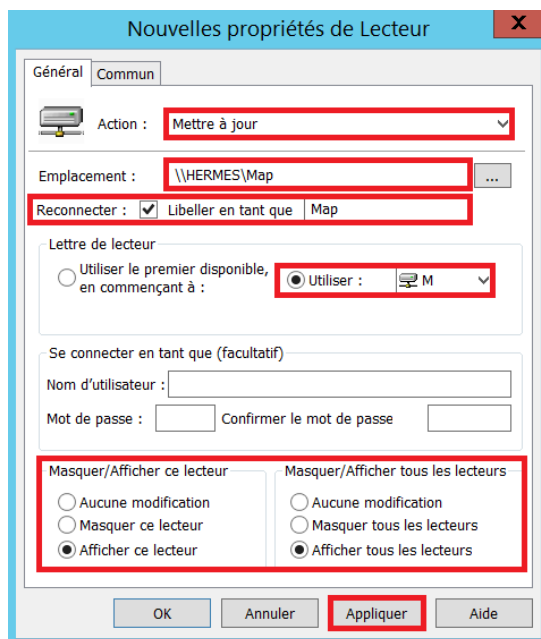 Nouvelles propriétés de Lecteur
X
Général Commun
Action : Mettre à jour
Emplacement : \\HERMES\Map ...
Reconnecter : Libeller en tant que Map
Lettre de lecteur
Utiliser le premier disponible,
en commençant à :
Utiliser : M
Se connecter en tant que (facultatif)
Nom d'utilisateur :
Mot de passe : Confirmer le mot de passe
Masquer/Afficher ce lecteur
Aucune modification
Masquer ce lecteur
Afficher ce lecteur
Masquer/Afficher tous les lecteurs
Aucune modification
Masquer tous les lecteurs
Afficher tous les lecteurs
OK Annuler Appliquer Aide